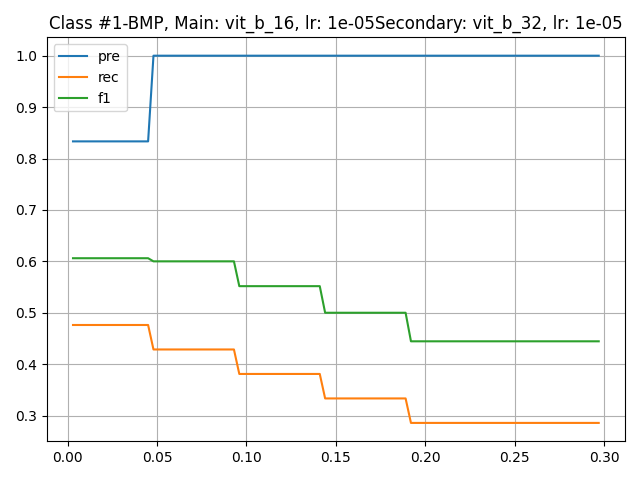 Class #1-BMP, Main: vit_b_16, lr: 1e-05Secondary: vit_b_32, lr: 1e-05
pre
rec
f1
1.0
0.9
0.8
0.7
0.6
0.5
0.4
0.3
0.00 0.05 0.10 0.15 0.20 0.25 0.30